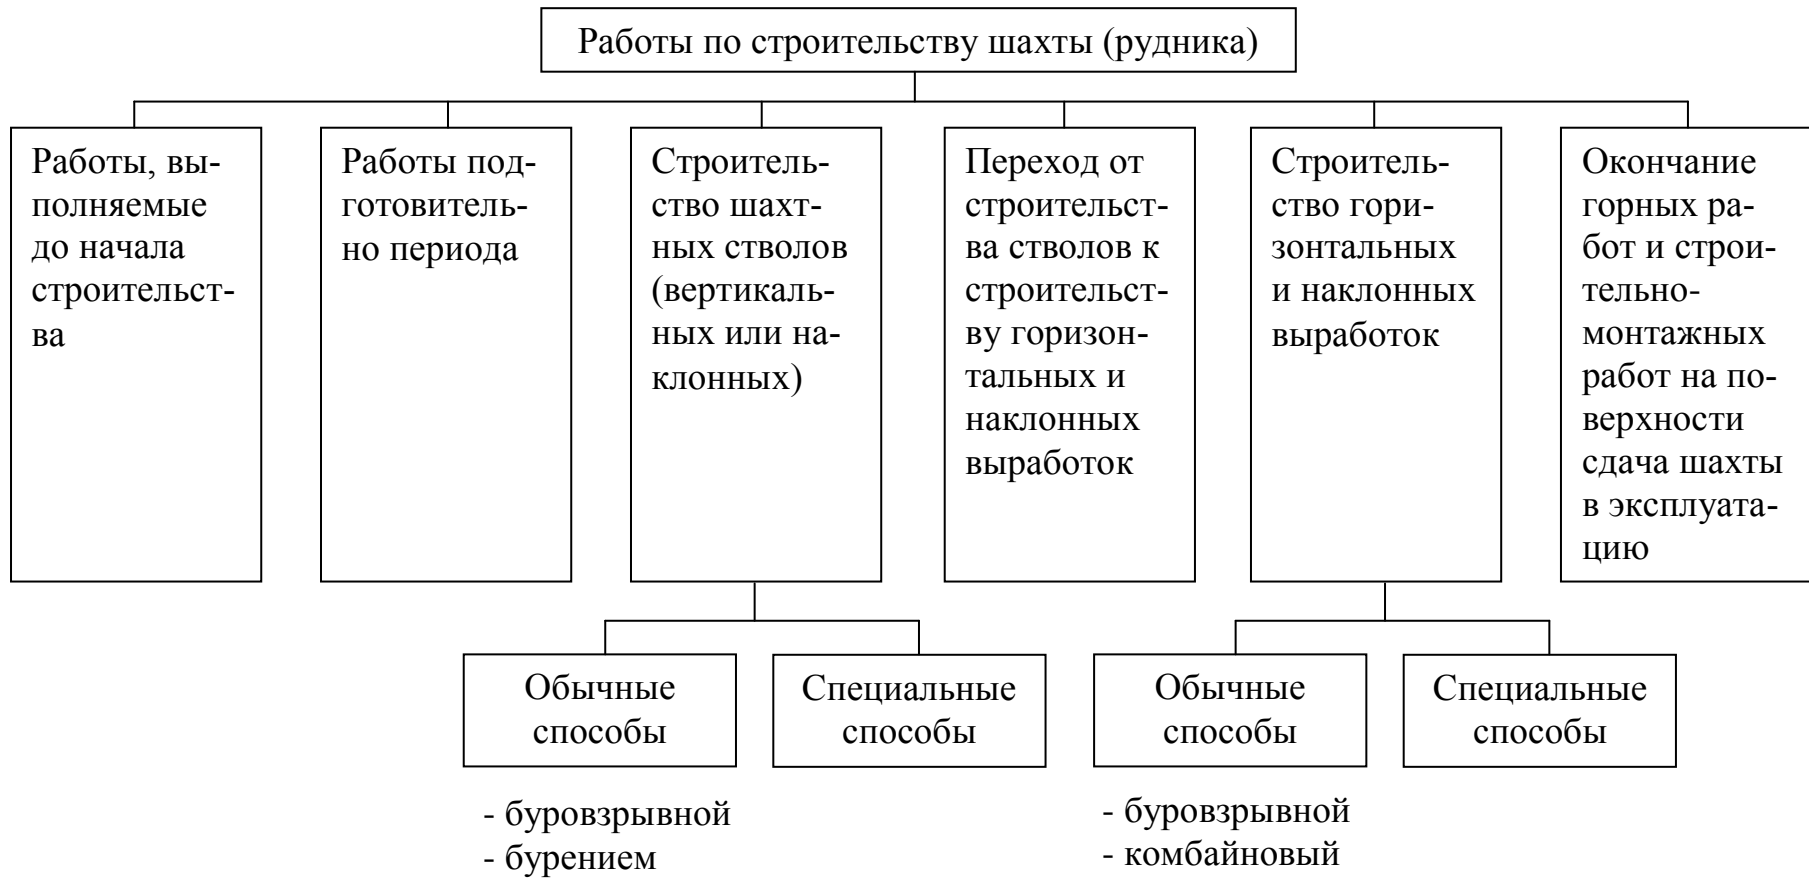 Работы по строительству шахты (рудника)
Работы, вы-
полняемые
до начала
строительст-
ва
Работы под-
готовитель-
но периода
Строитель-
ство шахт-
ных стволов
(вертикаль-
ных или на-
клонных)
Переход от
строительст-
ва стволов к
строительст-
ву горизон-
тальных и
наклонных
выработок
Строитель-
ство гори-
зонтальных
и наклонных
выработок
Окончание
горных ра-
бот и строи-
тельно-
монтажных
работ на по-
верхности
сдача шахты
в эксплуата-
цию
Обычные
способы
Специальные
способы
Обычные
способы
Специальные
способы
- буровзрывной
- бурением
- буровзрывной
- комбайновый